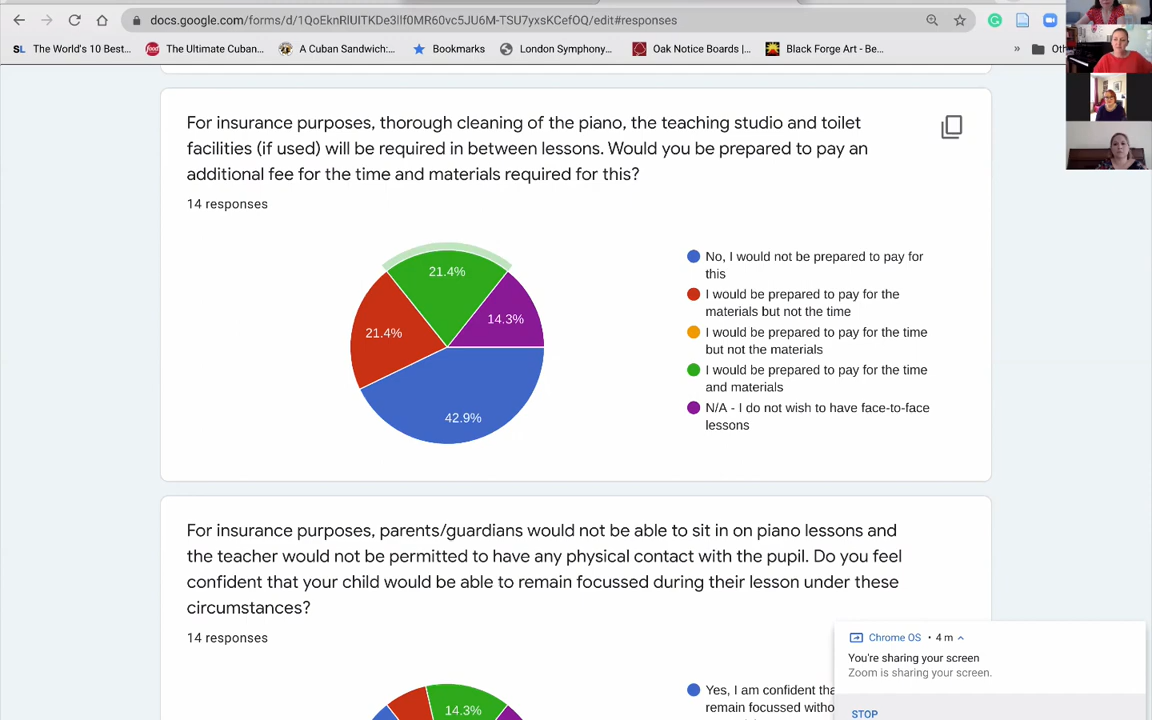 docs.google.com/forms/d/1QoEknRlUlTKDe3lIf0MR60vc5JU6M-TSU7yxsKCefOQ/edit#responses
SL The World's 10 Best... food The Ultimate Cuban... A Cuban Sandwich:... Bookmarks London Symphony... Oak Notice Boards |... Black Forge Art - Be... » Oth
For insurance purposes, thorough cleaning of the piano, the teaching studio and toilet
facilities (if used) will be required in between lessons. Would you be prepared to pay an
additional fee for the time and materials required for this?
14 responses
21.4%
21.4%
14.3%
42.9%
No, I would not be prepared to pay for
this
I would be prepared to pay for the
materials but not the time
I would be prepared to pay for the time
but not the materials
I would be prepared to pay for the time
and materials
N/A - I do not wish to have face-to-face
lessons
For insurance purposes, parents/guardians would not be able to sit in on piano lessons and
the teacher would not be permitted to have any physical contact with the pupil. Do you feel
confident that your child would be able to remain focussed during their lesson under these
circumstances?
14 responses
14.3%
Yes, I am confident tha
remain focussed witho
Chrome OS • 4 m
You're sharing your screen
Zoom is sharing your screen.
STOP